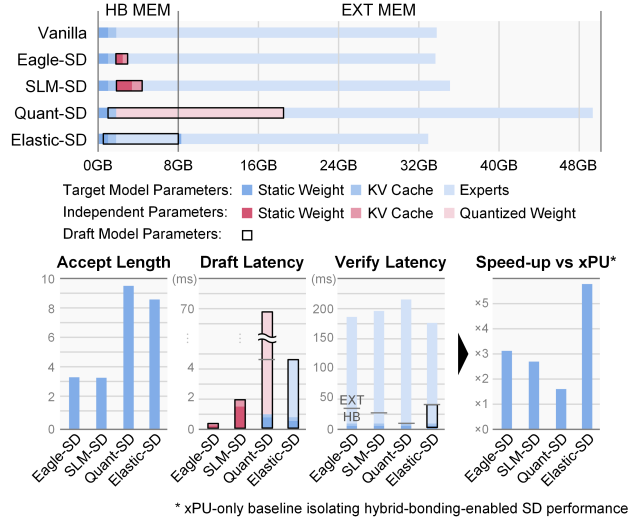 HB MEM EXT MEM
Vanilla
Eagle-SD
SLM-SD
Quant-SD
Elastic-SD
0GB 8GB 16GB 24GB 32GB 40GB 48GB
Target Model Parameters: Static Weight KV Cache Experts
Independent Parameters: Static Weight KV Cache Quantized Weight
Draft Model Parameters:
Accept Length Draft Latency Verify Latency Speed-up vs xPU*
10
8
6
4
2
0
Eagle-SD SLM-SD Quant-SD Elastic-SD
(ms)
70
4
2
0
Eagle-SD SLM-SD Quant-SD Elastic-SD
(ms)
200
150
100
50
0
EXT
HB
Eagle-SD SLM-SD Quant-SD Elastic-SD
×5
×3
×2
×1
×0
Eagle-SD SLM-SD Quant-SD Elastic-SD
* xPU-only baseline isolating hybrid-bonding-enabled SD performance